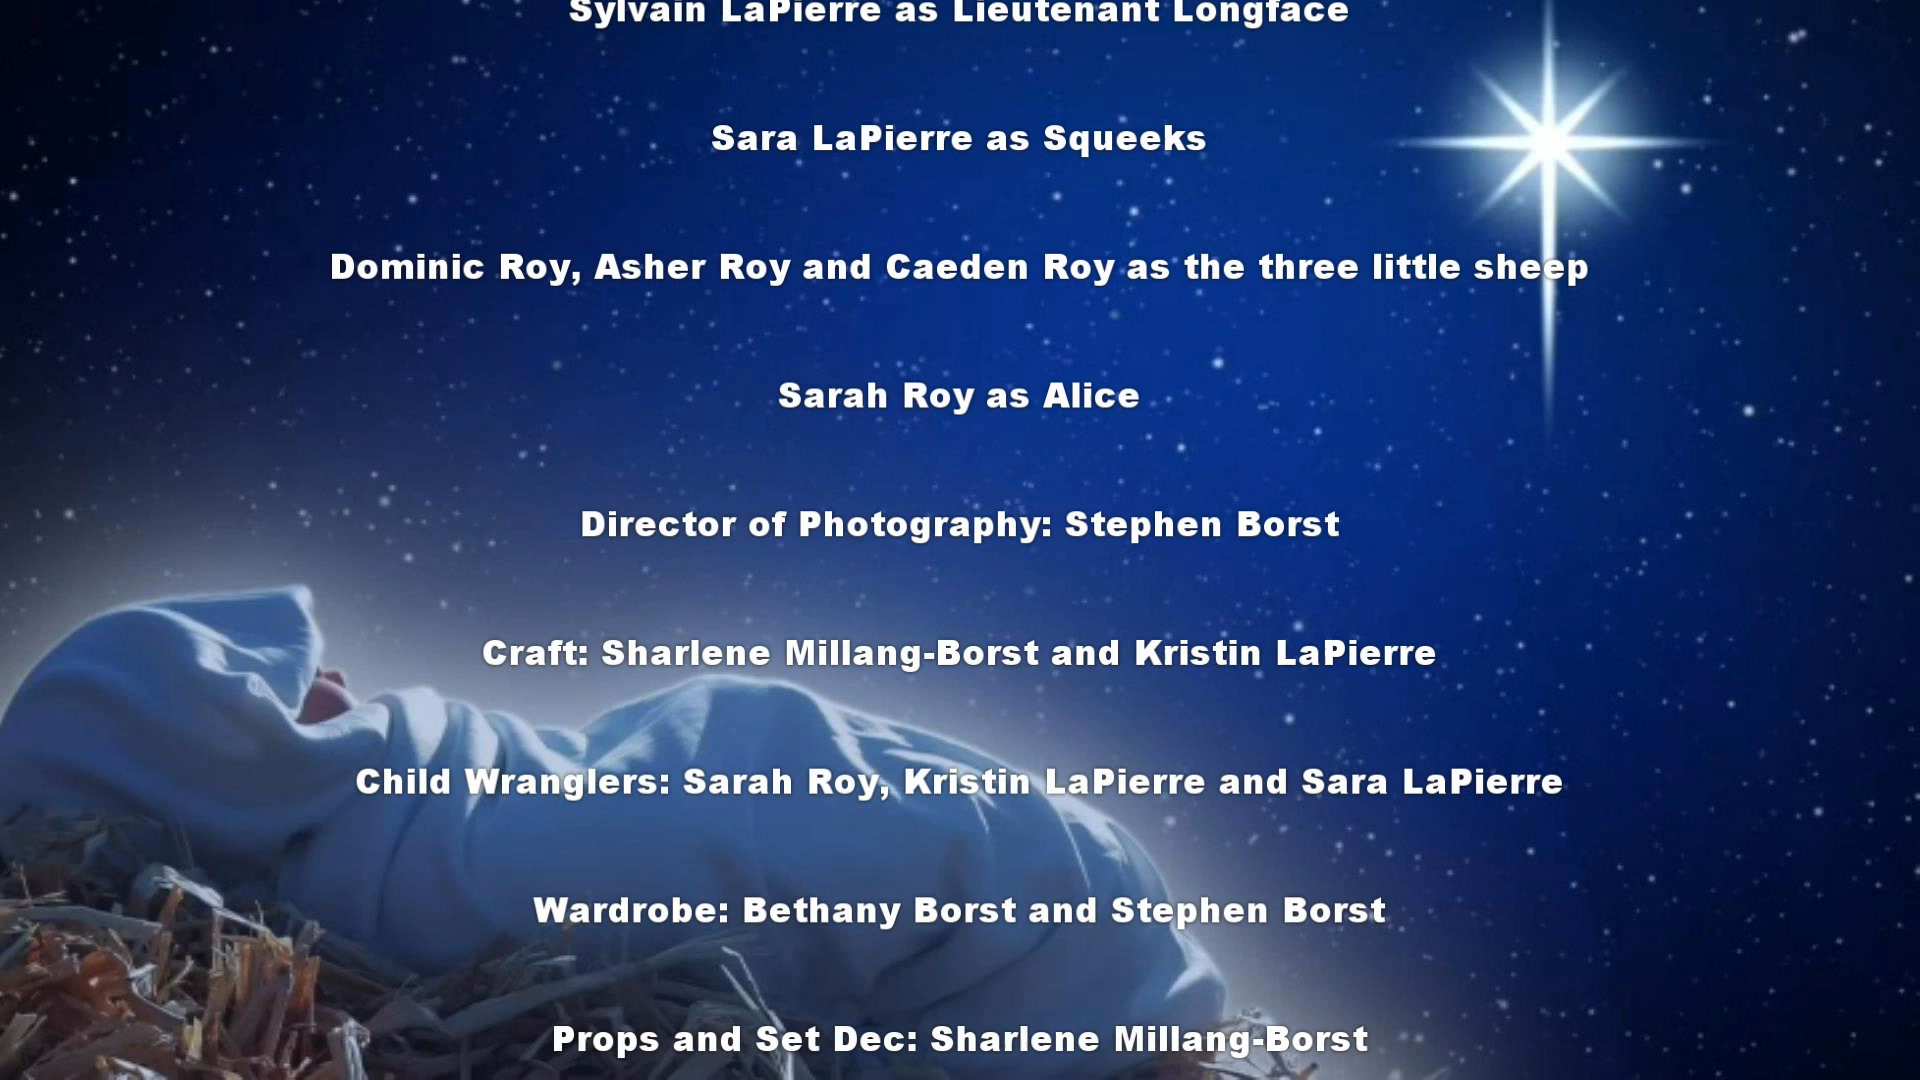 Sylvain LaPierre as Lieutenant Longface
Sara LaPierre as Squeeks
Dominic Roy, Asher Roy and Caeden Roy as the three little sheep
Sarah Roy as Alice
Director of Photography: Stephen Borst
Craft: Sharlene Millang-Borst and Kristin LaPierre
Child Wranglers: Sarah Roy, Kristin LaPierre and Sara LaPierre
Wardrobe: Bethany Borst and Stephen Borst
Props and Set Dec: Sharlene Millang-Borst